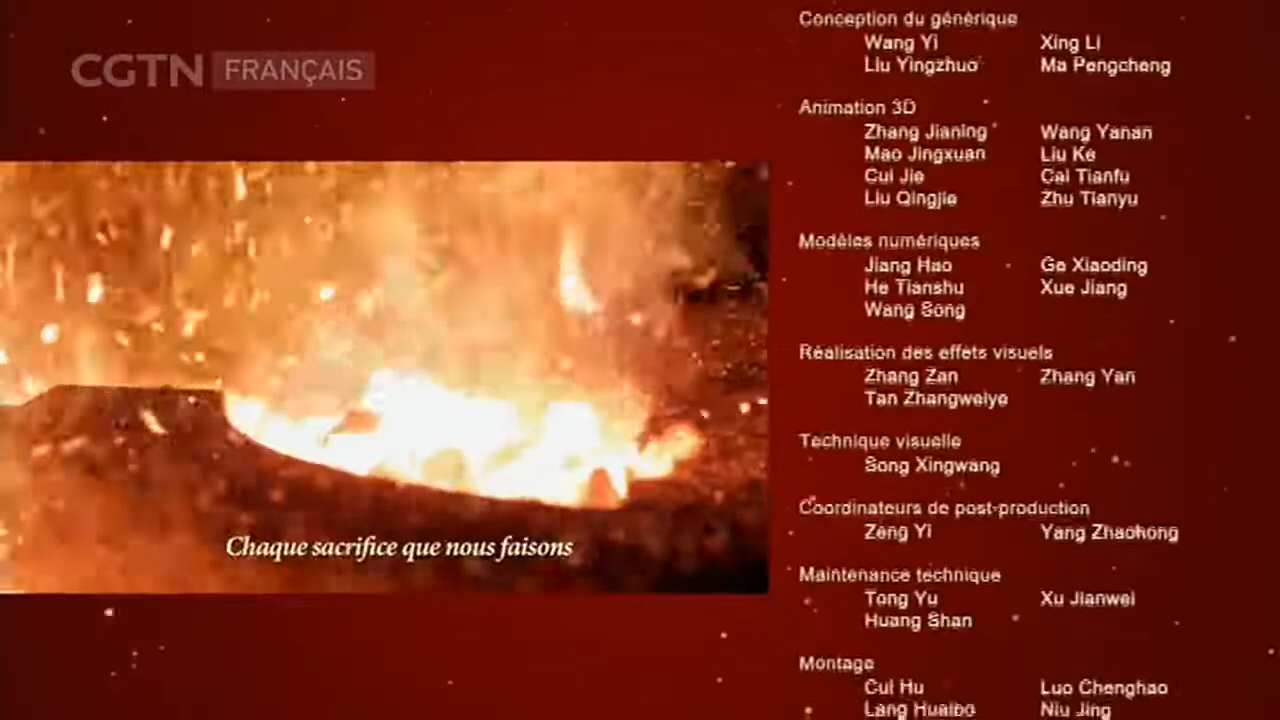 CGTN FRANÇAIS
Chaque sacrifice que nous faisons
Conception du générique
Wang Yi Xing Li
Liu Yingzhuo Ma Pengcheng
Animation 3D
Zhang Jianing Wang Yanan
Mao Jingxuan Liu Ke
Cui Jie Cai Tianfu
Liu Qingjie Zhu Tianyu
Modèles numériques
Jiang Hao Ge Xiaoding
He Tianshu Xue Jiang
Wang Song
Réalisation des effets visuels
Zhang Zan Zhang Yan
Tan Zhangweiye
Technique visuelle
Song Xingwang
Coordinateurs de post-production
Zeng Yi Yang Zhaohong
Maintenance technique
Tong Yu Xu Jianwei
Huang Shan
Montage
Cui Hu Luo Chenghao
Lang Huaibo Niu Jing